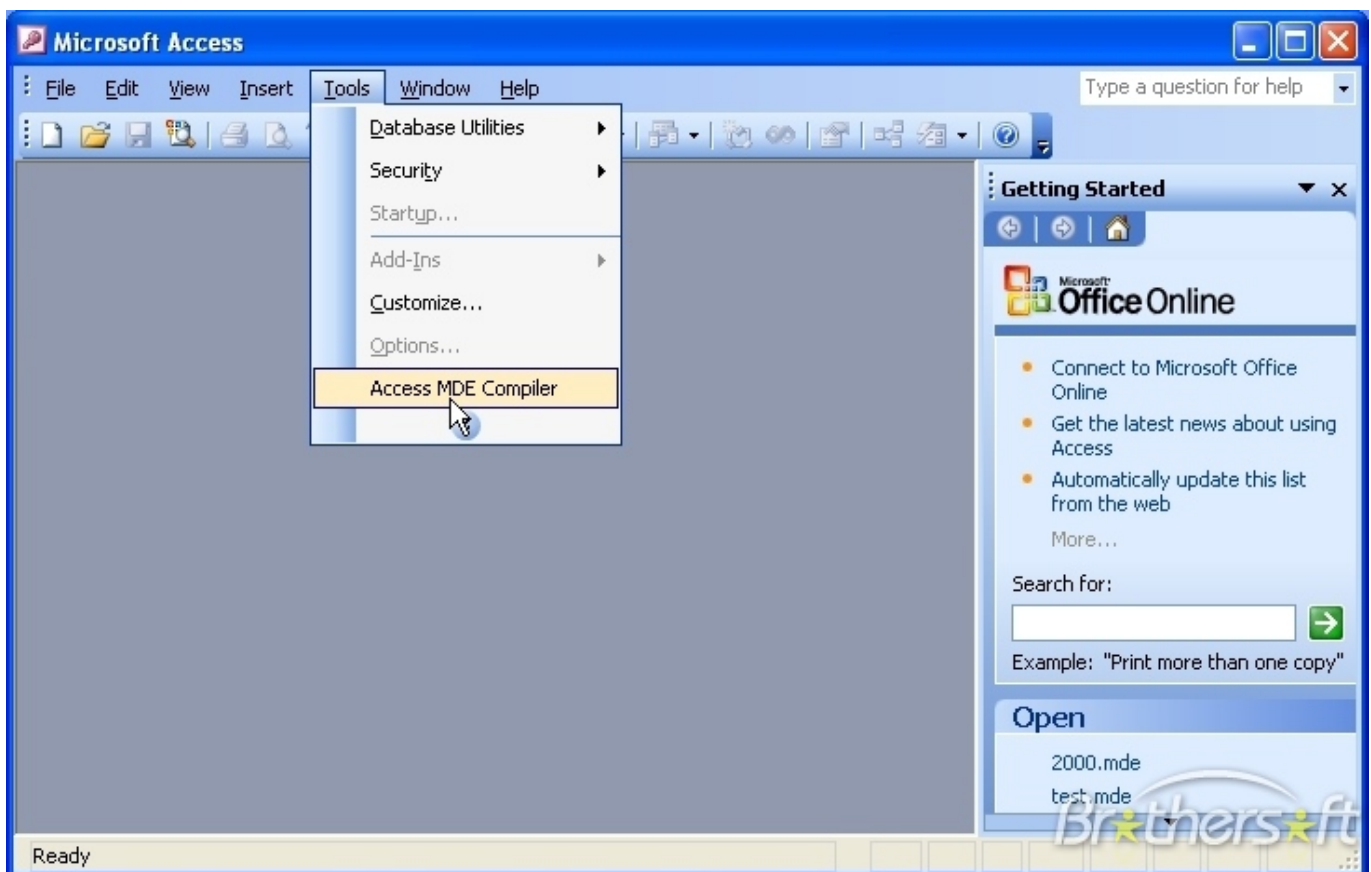 Microsoft Access
File Edit View Insert Tools Window Help
Type a question for help
Database Utilities
Security
Startup...
Add-Ins
Customize...
Options...
Access MDE Compiler
Getting Started
Microsoft
Office Online
Connect to Microsoft Office
Online
Get the latest news about using
Access
Automatically update this list
from the web
More...
Search for:
Example: "Print more than one copy"
Open
2000.mde
test.mde
Brothersoft
Ready